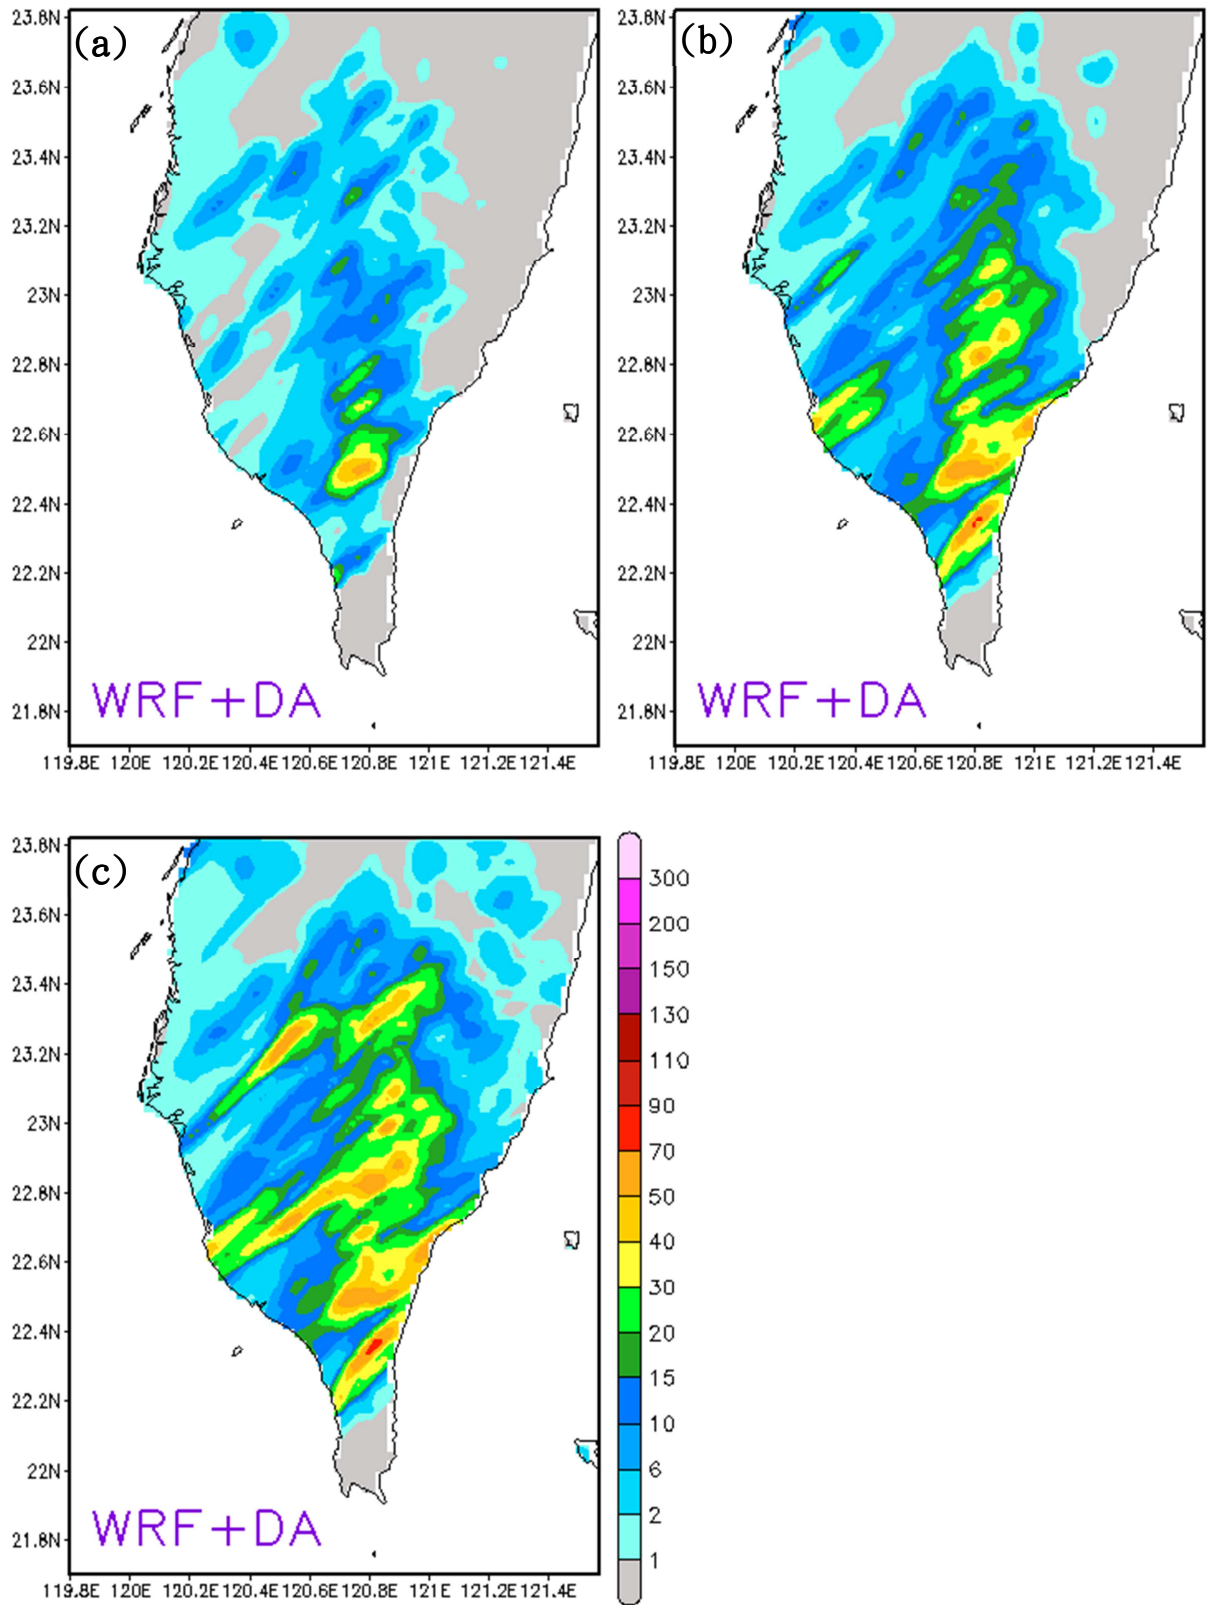 (a)
23.8N
23.6N
23.4N
23.2N
23N
22.8N
22.6N
22.4N
22.2N
22N
21.8N
WRF+DA
119.8E 120E 120.2E 120.4E 120.6E 120.8E 121E 121.2E 121.4E
(b)
23.8N
23.6N
23.4N
23.2N
23N
22.8N
22.6N
22.4N
22.2N
22N
21.8N
WRF+DA
119.8E 120E 120.2E 120.4E 120.6E 120.8E 121E 121.2E 121.4E
(c)
23.8N
23.6N
23.4N
23.2N
23N
22.8N
22.6N
22.4N
22.2N
22N
21.8N
WRF+DA
119.8E 120E 120.2E 120.4E 120.6E 120.8E 121E 121.2E 121.4E
300
200
150
130
110
90
70
50
40
30
20
15
10
6
2
1